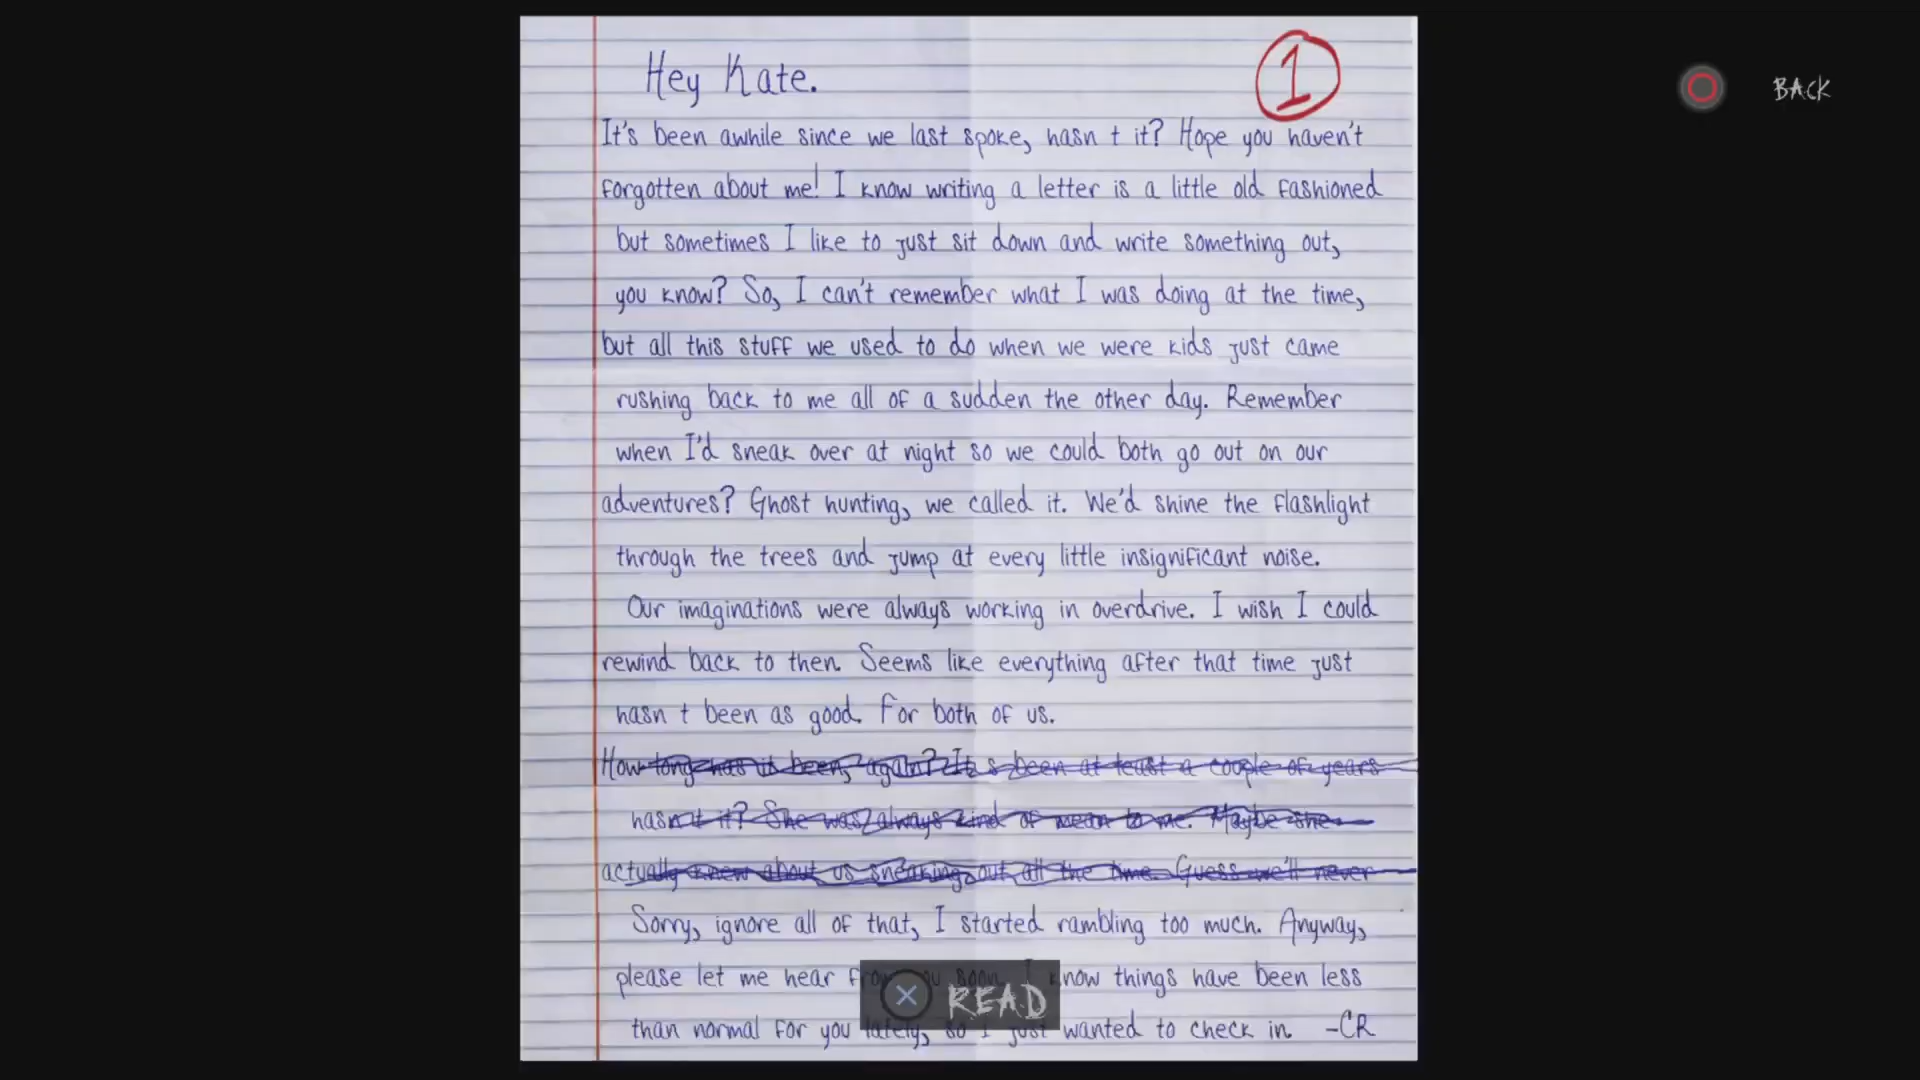 Hey Kate.
1
BACK
It's been awhile since we last spoke, hasn t it? Hope you haven't
forgotten about me! I know writing a letter is a little old fashioned
but sometimes I like to just sit down and write something out,
you know? So, I can't remember what I was doing at the time,
but all this stuff we used to do when we were kids just came
rushing back to me all of a sudden the other day. Remember
when I'd sneak over at night so we could both go out on our
adventures? Ghost hunting, we called it. We'd shine the flashlight
through the trees and jump at every little insignificant noise.
Our imaginations were always working in overdrive. I wish I could
rewind back to then. Seems like everything after that time just
hasn t been as good. For both of us.
How long has it been, again? It s been at least a couple of years
hasn t it? She was always kind of mean to me. Maybe she
actually knew about us sneaking out all the time. Guess we'll never
Sorry, ignore all of that, I started rambling too much. Anyway,
please let me hear from you soon. I know things have been less
than normal for you lately, so I just wanted to check in. -CR
READ